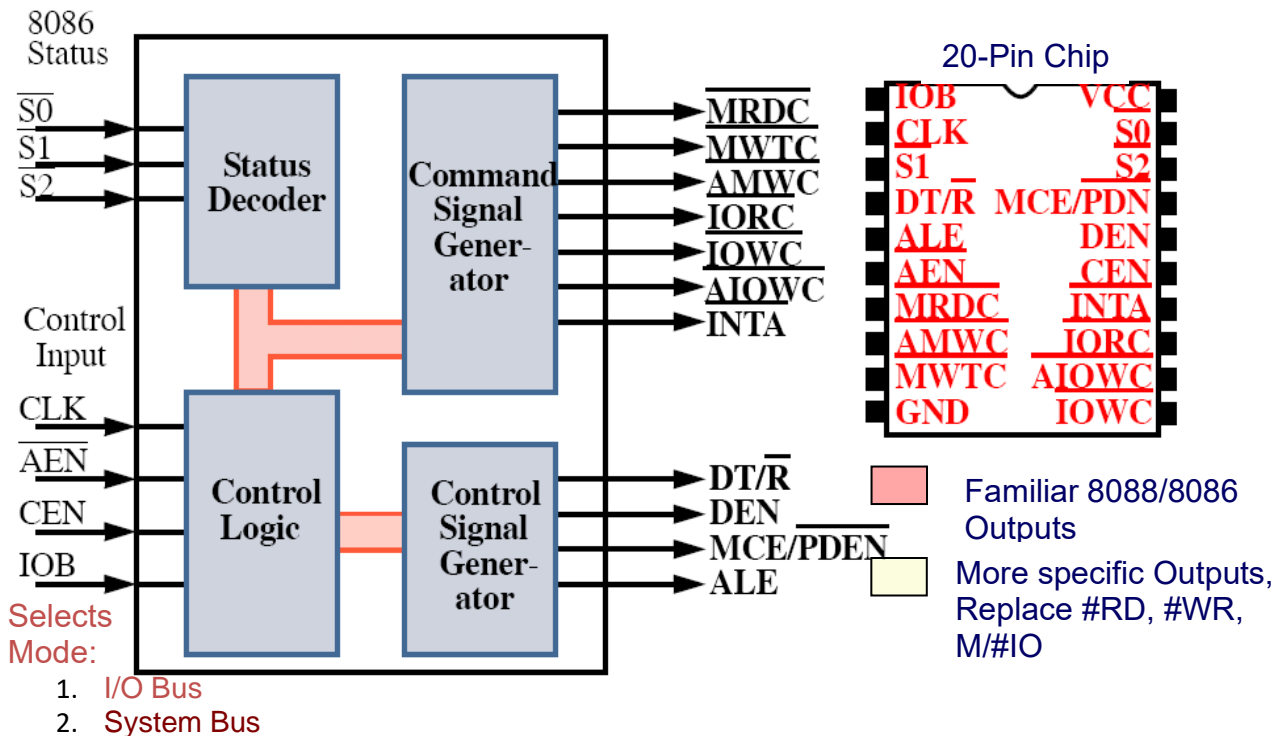 8086
Status
S0
S1
S2
Status
Decoder
Command
Signal
Gener-
ator
MRDC
MWTC
AMWC
IORC
IOWC
AIOWC
INTA
Control
Input
CLK
AEN
CEN
IOB
Control
Logic
Control
Signal
Gener-
ator
DT/R
DEN
MCE/PDEN
ALE
Selects
Mode:
1. I/O Bus
2. System Bus
20-Pin Chip
IOB VCC
CLK S0
S1 S2
DT/R MCE/PDN
ALE DEN
AEN CEN
MRDC INTA
AMWC IORC
MWTC AIOWC
GND IOWC
Familiar 8088/8086
Outputs
More specific Outputs,
Replace #RD, #WR,
M/#IO